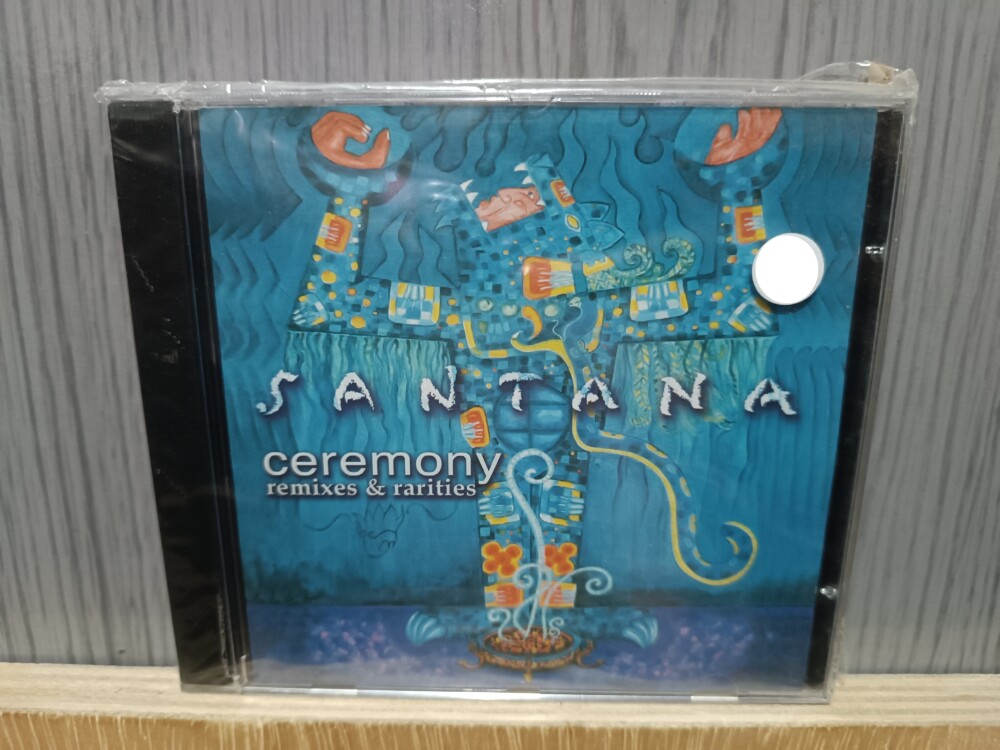 SANTANA
ceremony
remixes & rarities